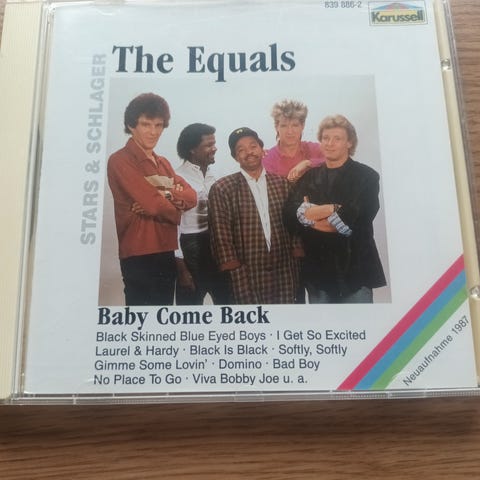 839 886-2
Karussell
STARS & SCHLAGER
The Equals
Baby Come Back
Black Skinned Blue Eyed Boys · I Get So Excited
Laurel & Hardy · Black Is Black · Softly, Softly
Gimme Some Lovin' · Domino · Bad Boy
No Place To Go · Viva Bobby Joe u. a.
Neuaufnahme 1987